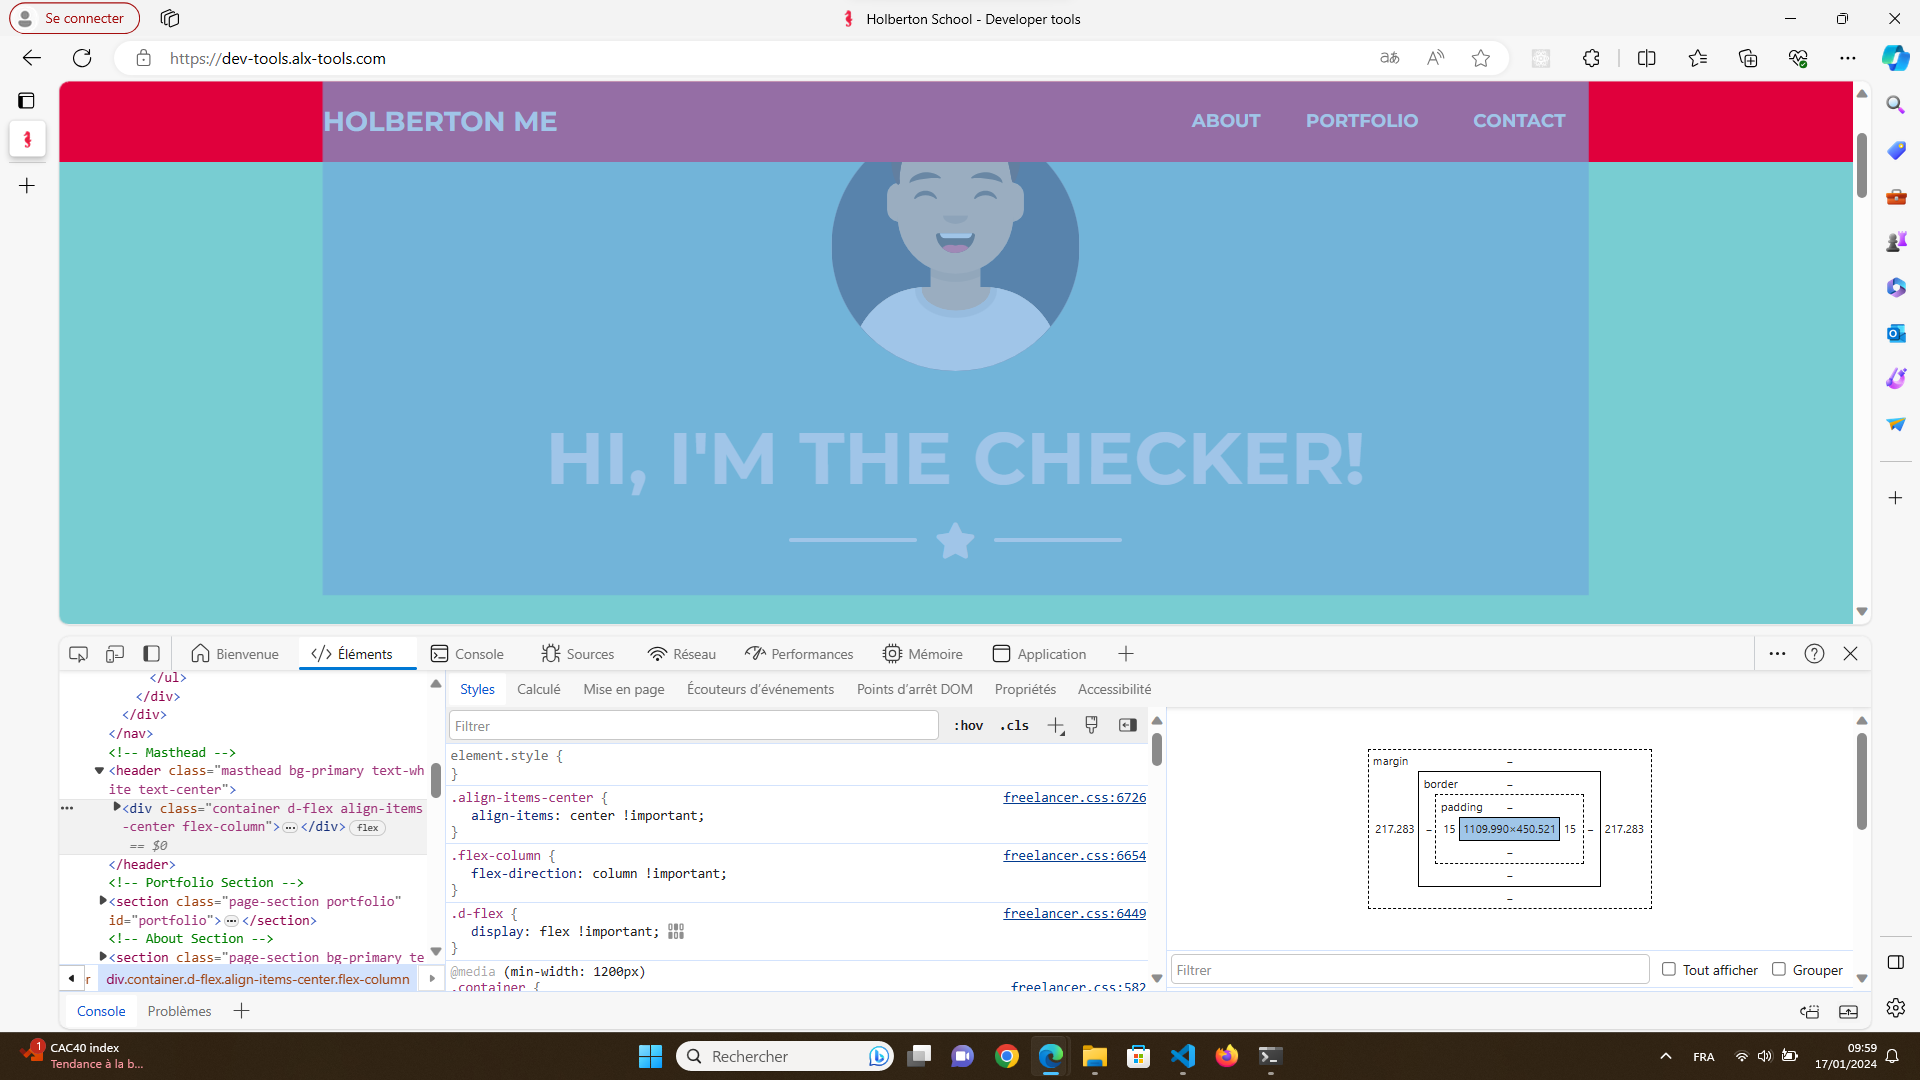 Se connecter
Holberton School - Developer tools
https://dev-tools.alx-tools.com
HOLBERTON ME
ABOUT PORTFOLIO CONTACT
HI, I'M THE CHECKER!
Bienvenue </> Éléments Console Sources Réseau Performances Mémoire Application
</ul>
</div>
</div>
</nav>
<!-- Masthead -->
<header class="masthead bg-primary text-wh
ite text-center">
<div class="container d-flex align-items
-center flex-column"> </div> flex
== $0
</header>
<!-- Portfolio Section -->
<section class="page-section portfolio"
id="portfolio"> </section>
<!-- About Section -->
<section class="page-section bg-primary te
r div.container.d-flex.align-items-center.flex-column
Styles Calculé Mise en page Écouteurs d'événements Points d'arrêt DOM Propriétés Accessibilité
Filtrer :hov .cls
element.style {
}
.align-items-center { freelancer.css:6726
align-items: center !important;
}
.flex-column { freelancer.css:6654
flex-direction: column !important;
}
.d-flex { freelancer.css:6449
display: flex !important;
}
@media (min-width: 1200px)
.container { freelancer.css:582
margin –
border –
padding –
217.283 – 15 1109.990×450.521 15 – 217.283
–
–
–
Filtrer Tout afficher Grouper
Console Problèmes
1 CAC40 index
Tendance à la b...
Rechercher
FRA
09:59
17/01/2024